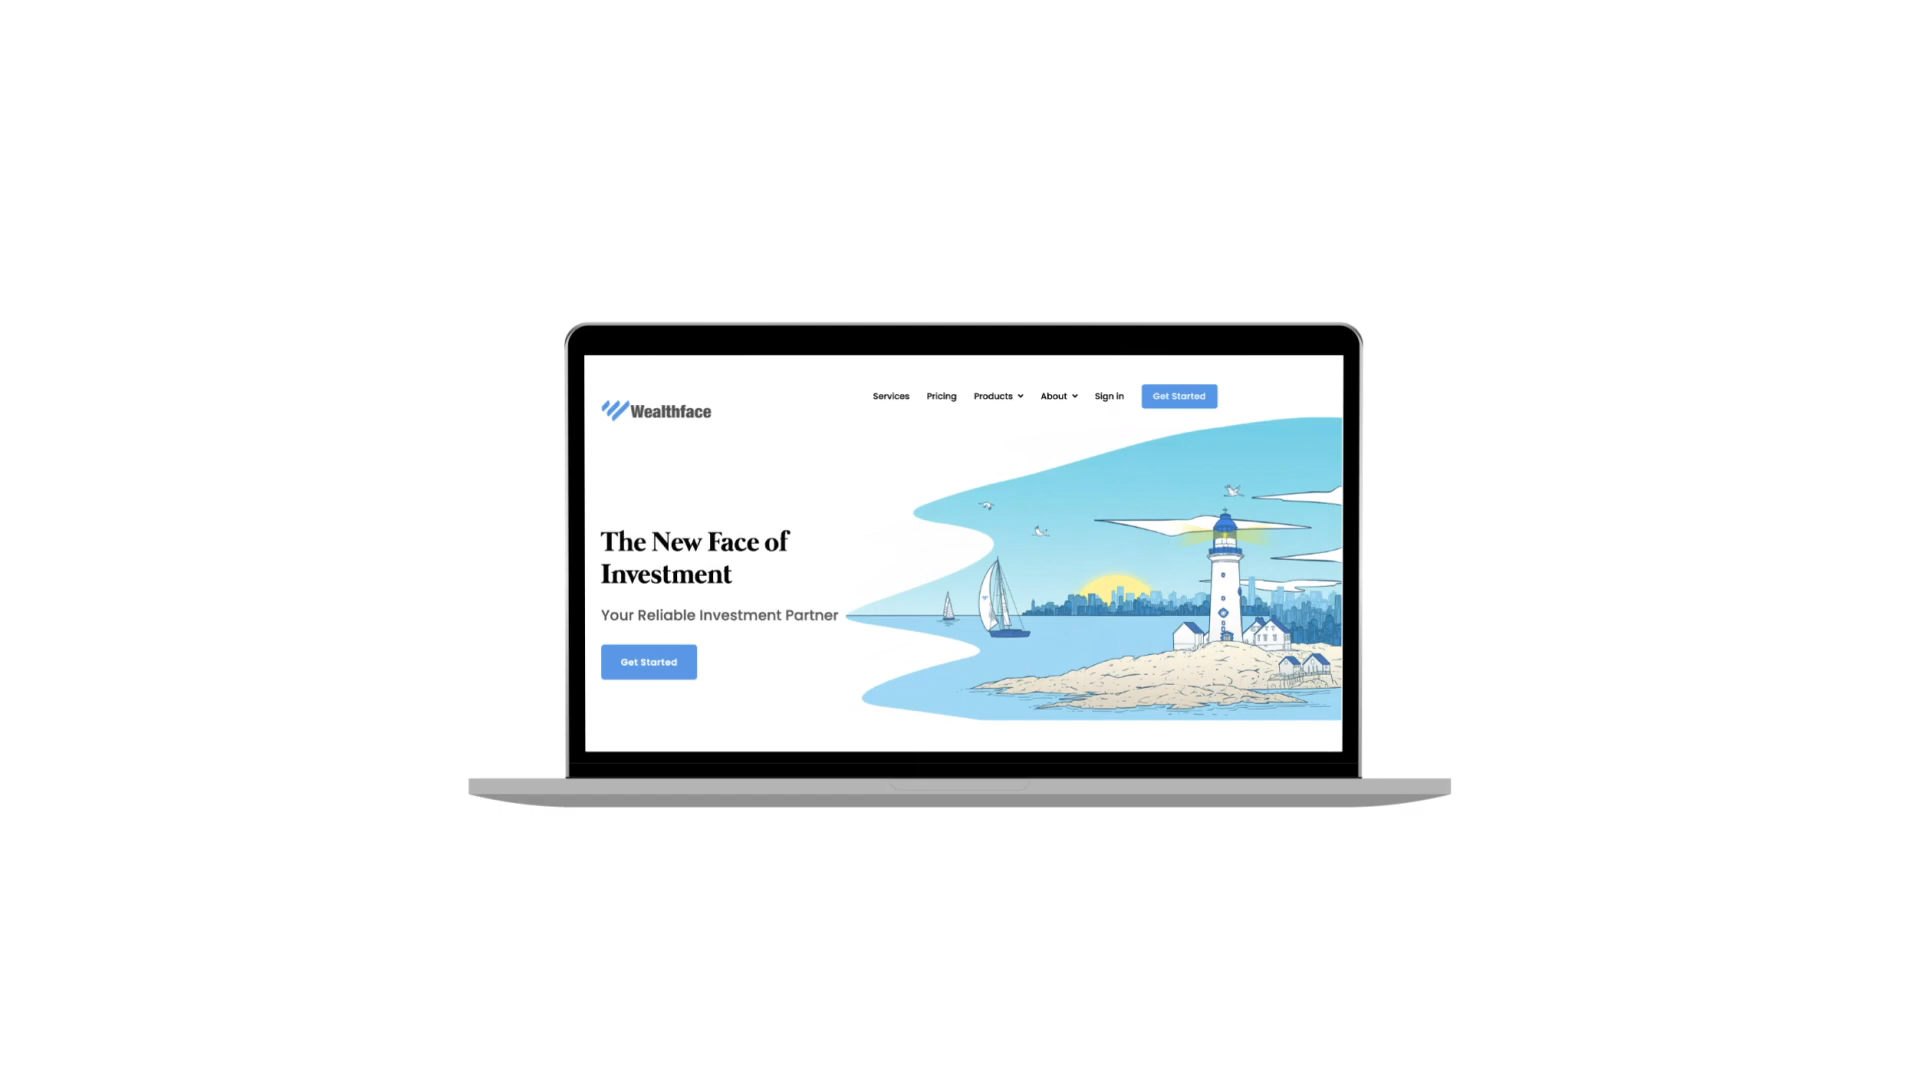 Services
Pricing
Products
About
Sign in
Get Started
Wealthface
The New Face of
Investment
Your Reliable Investment Partner
Get Started